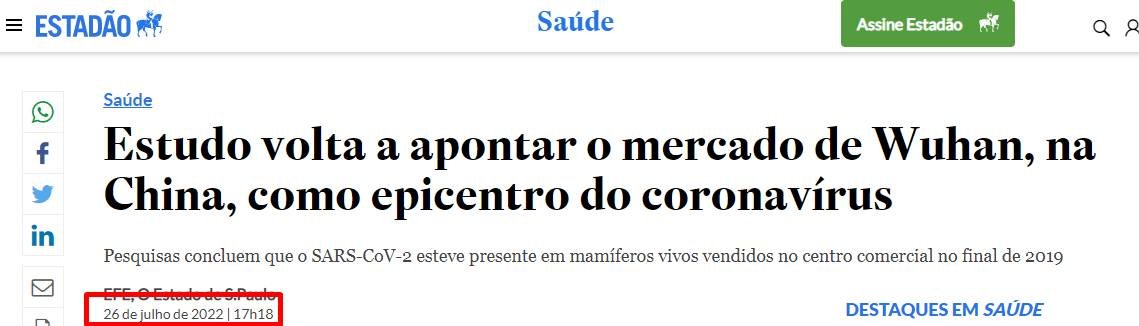 ESTADÃO
Saúde
Assine Estadão
Saúde
Estudo volta a apontar o mercado de Wuhan, na
China, como epicentro do coronavírus
Pesquisas concluem que o SARS-CoV-2 esteve presente em mamíferos vivos vendidos no centro comercial no final de 2019
EFE, O Estado de S.Paulo
26 de julho de 2022 | 17h18
DESTAQUES EM SAÚDE